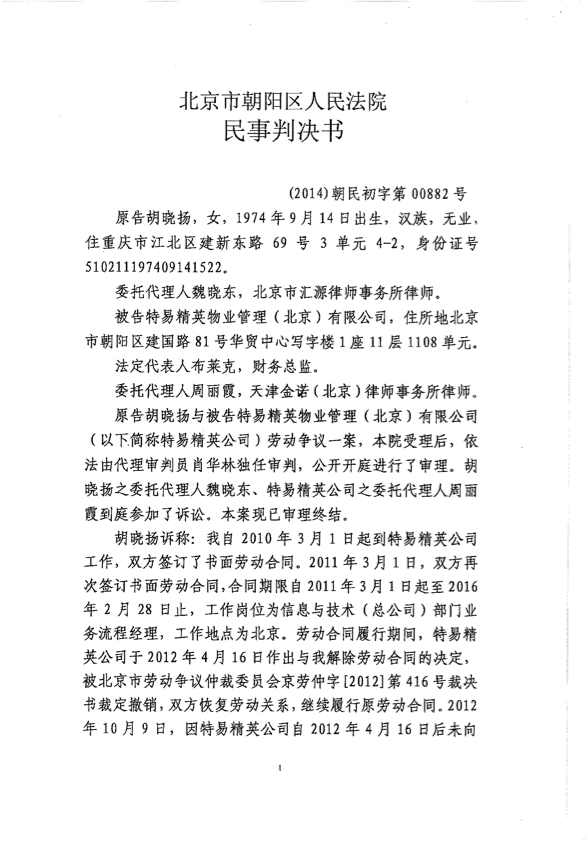 北京市朝阳区人民法院
民事判决书
(2014)朝民初字第 00882 号
原告胡晓扬，女，1974 年 9 月 14 日出生，汉族，无业，
住重庆市江北区建新东路 69 号 3 单元 4-2，身份证号
510211197409141522。
委托代理人魏晓东，北京市汇源律师事务所律师。
被告特易精英物业管理（北京）有限公司，住所地北京
市朝阳区建国路 81 号华贸中心写字楼 1 座 11 层 1108 单元。
法定代表人布莱克，财务总监。
委托代理人周丽霞，天津金诺（北京）律师事务所律师。
原告胡晓扬与被告特易精英物业管理（北京）有限公司
（以下简称特易精英公司）劳动争议一案，本院受理后，依
法由代理审判员肖华林独任审判，公开开庭进行了审理。胡
晓扬之委托代理人魏晓东、特易精英公司之委托代理人周丽
霞到庭参加了诉讼。本案现已审理终结。
胡晓扬诉称：我自 2010 年 3 月 1 日起到特易精英公司
工作，双方签订了书面劳动合同。2011 年 3 月 1 日，双方再
次签订书面劳动合同，合同期限自 2011 年 3 月 1 日起至 2016
年 2 月 28 日止，工作岗位为信息与技术（总公司）部门业
务流程经理，工作地点为北京。劳动合同履行期间，特易精
英公司于 2012 年 4 月 16 日作出与我解除劳动合同的决定，
被北京市劳动争议仲裁委员会京劳仲字[2012]第 416 号裁决
书裁定撤销，双方恢复劳动关系，继续履行原劳动合同。2012
年 10 月 9 日，因特易精英公司自 2012 年 4 月 16 日后未向
1